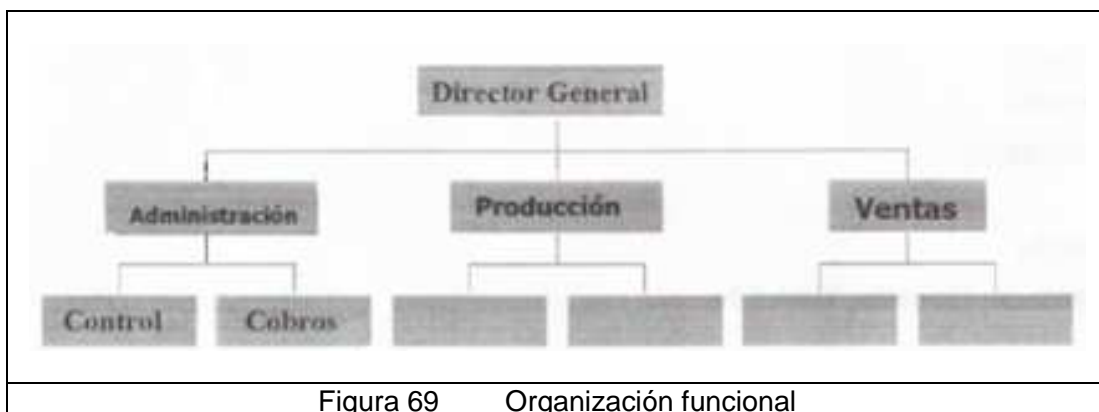 Director General
Administración Producción Ventas
Control Cobros
Figura 69 Organización funcional